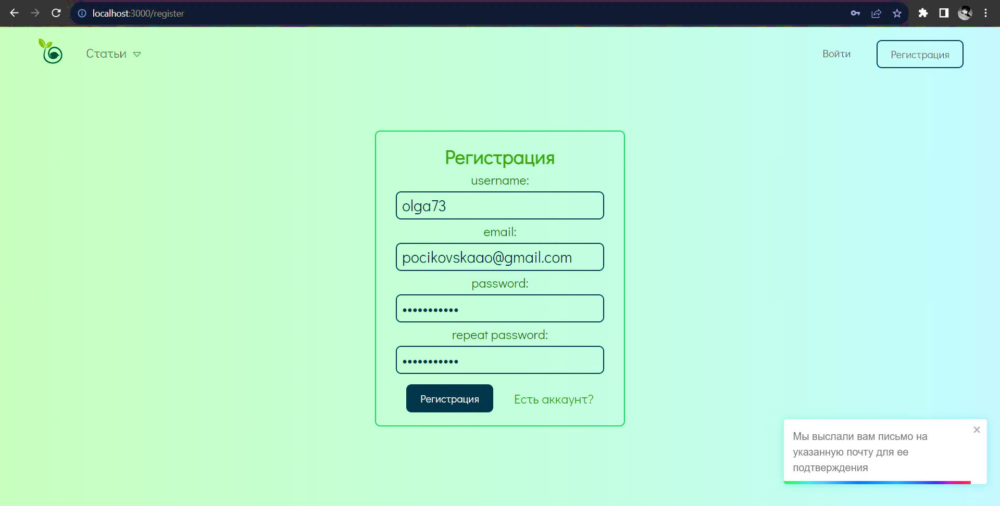 localhost:3000/register
Статьи
Войти
Регистрация
Регистрация
username:
olga73
email:
pocikovskaao@gmail.com
password:
•••••••••••
repeat password:
•••••••••••
Регистрация
Есть аккаунт?
Мы выслали вам письмо на
указанную почту для ее
подтверждения